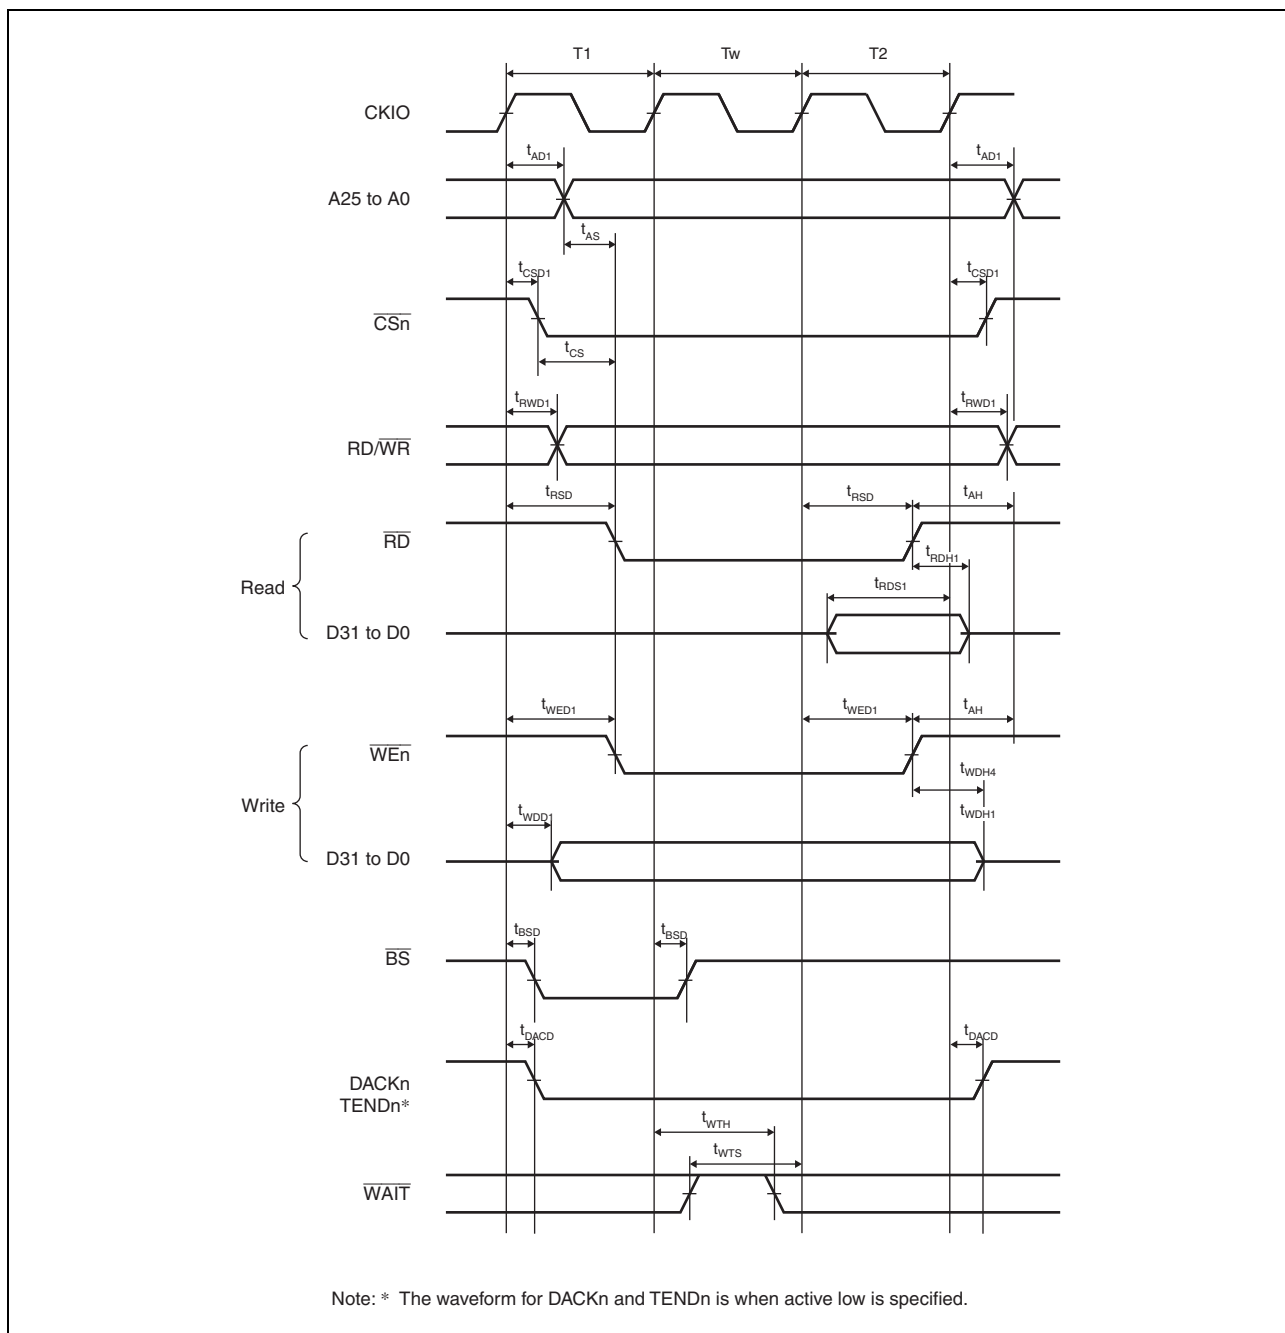 T1 Tw T2
CKIO
tAD1 tAD1
A25 to A0
tAS
tCSD1 tCSD1
CSn
tCS
tRWD1 tRWD1
RD/WR
tRSD tRSD tAH
RD
tRDH1
Read
tRDS1
D31 to D0
tWED1 tWED1 tAH
WEn
tWDH4
Write
tWDD1 tWDH1
D31 to D0
tBSD tBSD
BS
tDACD tDACD
DACKn
TENDn*
tWTH
tWTS
WAIT
Note: * The waveform for DACKn and TENDn is when active low is specified.